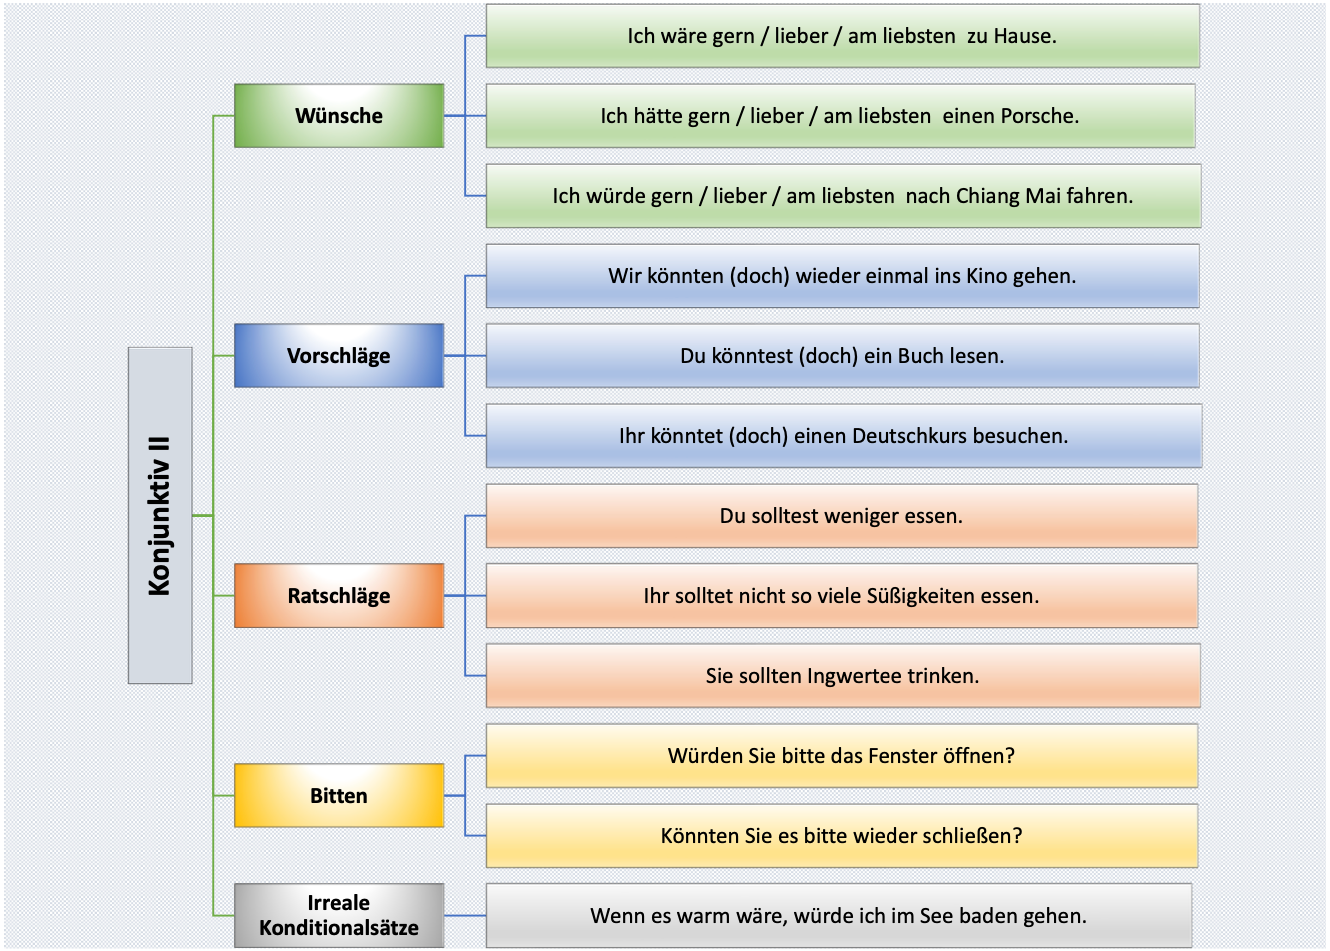 Konjunktiv II
Wünsche
Ich wäre gern / lieber / am liebsten zu Hause.
Ich hätte gern / lieber / am liebsten einen Porsche.
Ich würde gern / lieber / am liebsten nach Chiang Mai fahren.
Vorschläge
Wir könnten (doch) wieder einmal ins Kino gehen.
Du könntest (doch) ein Buch lesen.
Ihr könntet (doch) einen Deutschkurs besuchen.
Ratschläge
Du solltest weniger essen.
Ihr solltet nicht so viele Süßigkeiten essen.
Sie sollten Ingwertee trinken.
Bitten
Würden Sie bitte das Fenster öffnen?
Könnten Sie es bitte wieder schließen?
Irreale
Konditionalsätze
Wenn es warm wäre, würde ich im See baden gehen.